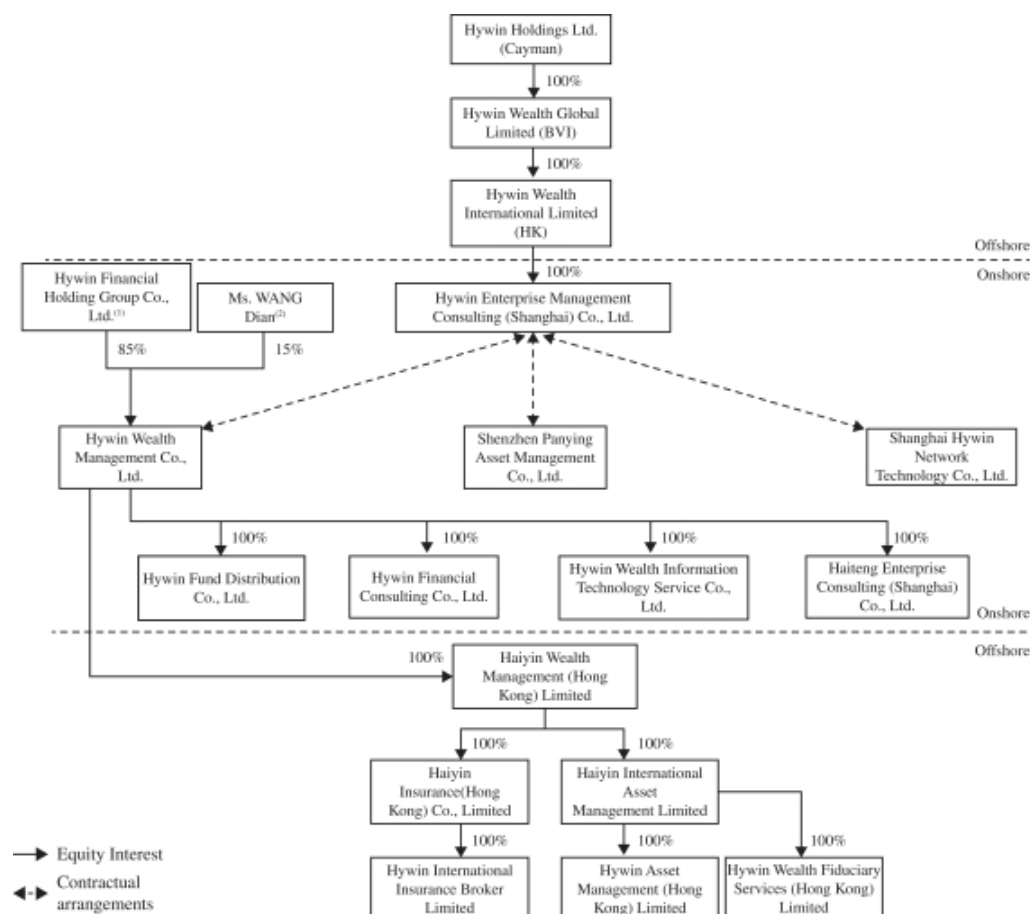 Hywin Holdings Ltd.
(Cayman)
100%
Hywin Wealth Global
Limited (BVI)
100%
Hywin Wealth
International Limited
(HK)
Offshore
100%
Onshore
Hywin Financial
Holding Group Co.,
Ltd.(1)
Ms. WANG
Dian(2)
Hywin Enterprise Management
Consulting (Shanghai) Co., Ltd.
85%
15%
Hywin Wealth
Management Co.,
Ltd.
Shenzhen Panying
Asset Management
Co., Ltd.
Shanghai Hywin
Network
Technology Co., Ltd.
100%
100%
100%
100%
Hywin Fund Distribution
Co., Ltd.
Hywin Financial
Consulting Co., Ltd.
Hywin Wealth Information
Technology Service Co.,
Ltd.
Haiteng Enterprise
Consulting (Shanghai)
Co., Ltd.
Onshore
Offshore
100%
Haiyin Wealth
Management (Hong
Kong) Limited
100%
100%
Haiyin
Insurance(Hong
Kong) Co., Limited
Haiyin International
Asset
Management Limited
100%
100%
100%
Equity Interest
Contractual
arrangements
Hywin International
Insurance Broker
Limited
Hywin Asset
Management (Hong
Kong) Limited
Hywin Wealth Fiduciary
Services (Hong Kong)
Limited